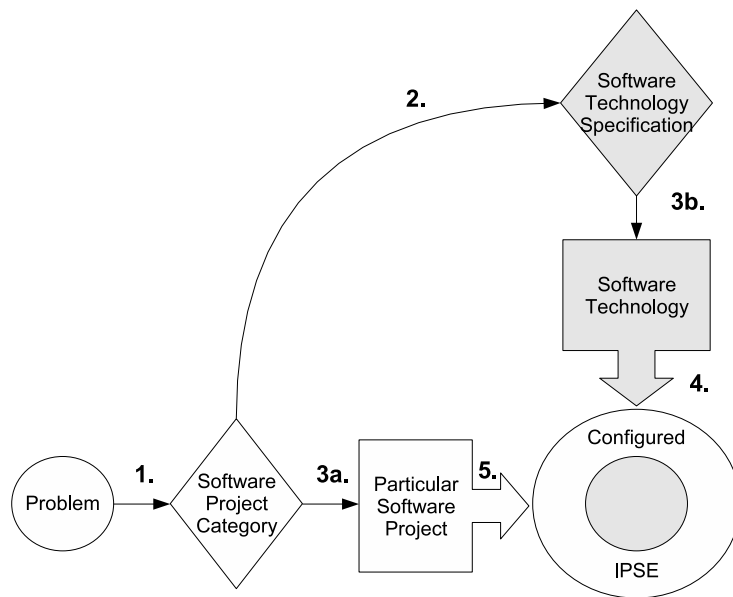 Software
Technology
Specification
2.
3b.
Software
Technology
4.
Configured
IPSE
Problem
1.
Software
Project
Category
3a.
Particular
Software
Project
5.